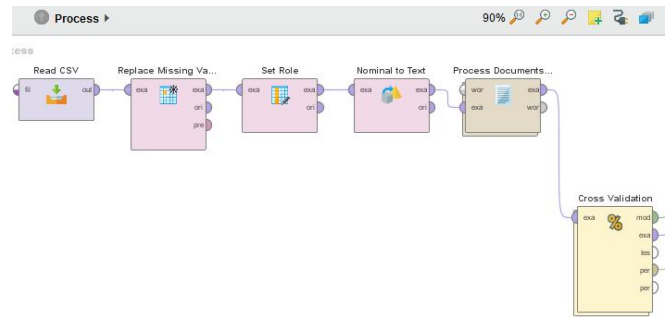 Process
90%
cess
Read CSV
fil
out
Replace Missing Va...
exa
exa
ori
pre
Set Role
exa
exa
ori
Nominal to Text
exa
exa
ori
Process Documents...
wor
exa
exa
wor
Cross Validation
exa
mod
exa
tes
per
per